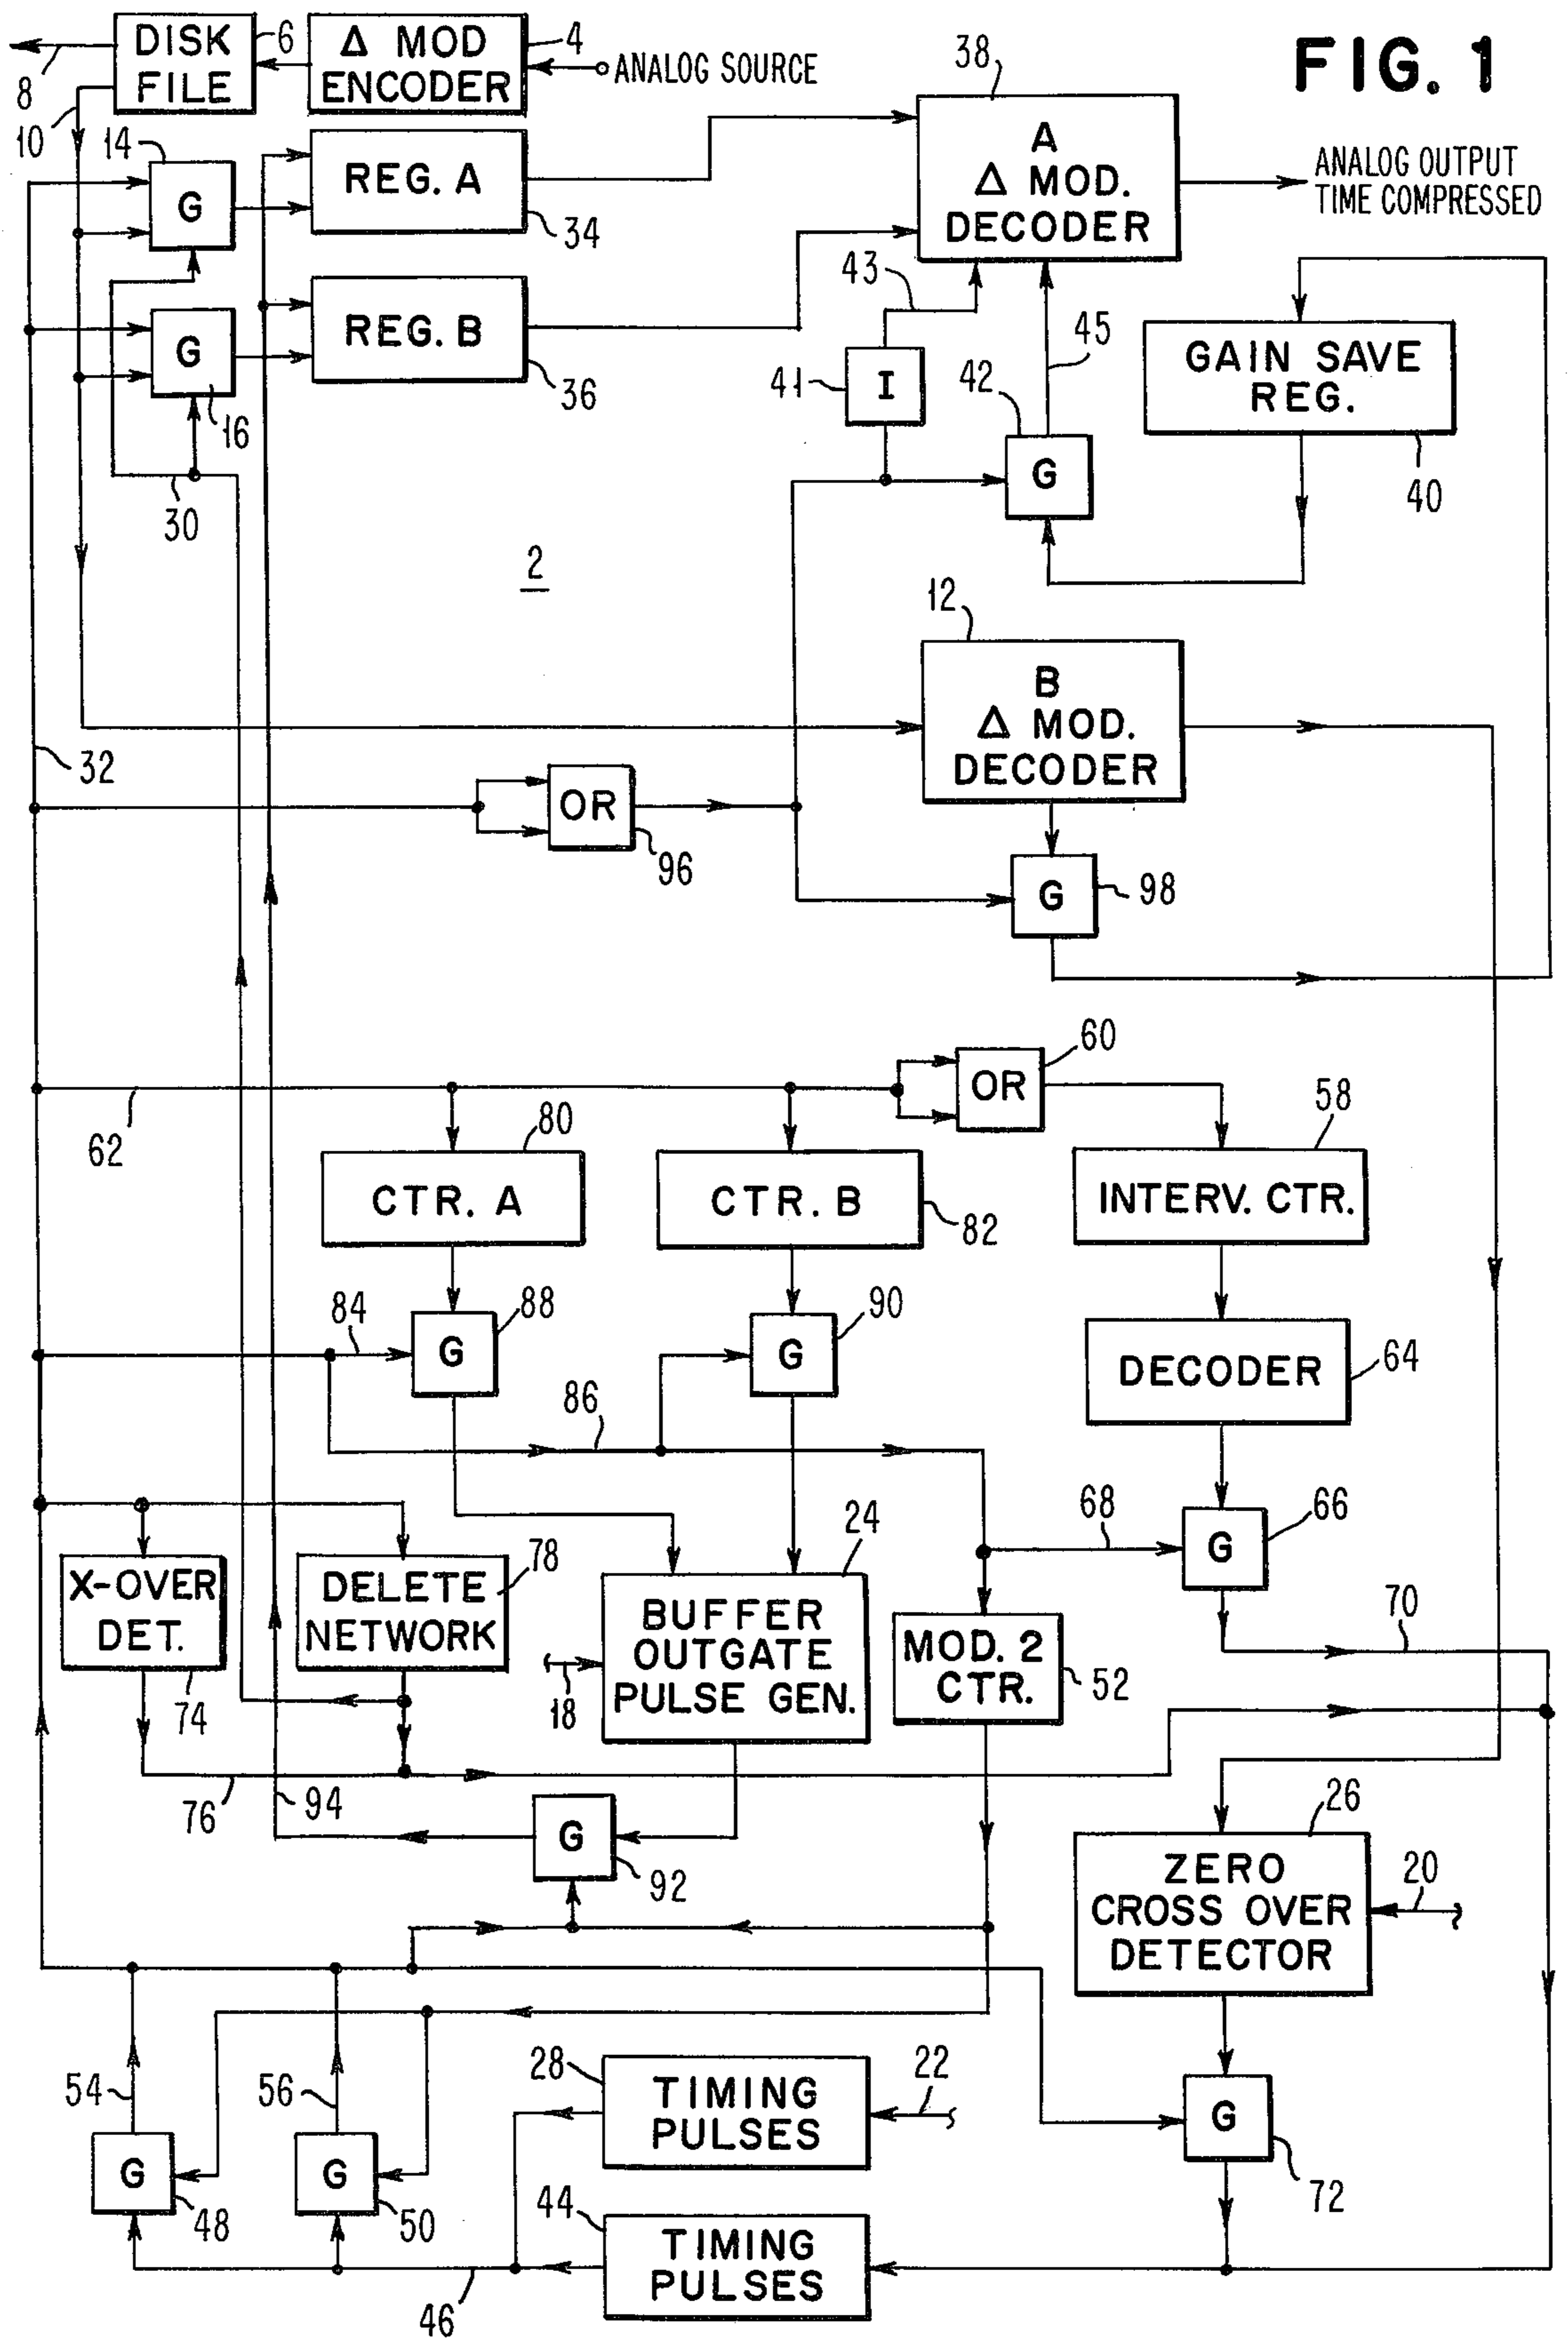 FIG. 1
DISK
FILE
6
Δ MOD
ENCODER
4
ANALOG SOURCE
8
10
14
G
REG. A
34
38
A
Δ MOD.
DECODER
ANALOG OUTPUT
TIME COMPRESSED
43
45
G
16
REG. B
36
41
I
42
G
GAIN SAVE
REG.
40
30
2
12
B
Δ MOD.
DECODER
32
OR
96
G
98
62
OR
60
58
80
CTR. A
CTR. B
82
INTERV. CTR.
84
G
88
G
90
DECODER
64
86
68
G
66
24
X-OVER
DET.
74
DELETE
NETWORK
78
BUFFER
OUTGATE
PULSE GEN.
18
MOD. 2
CTR.
52
70
76
94
G
92
26
ZERO
CROSS OVER
DETECTOR
20
54
56
28
TIMING
PULSES
22
G
48
G
50
G
72
44
TIMING
PULSES
46